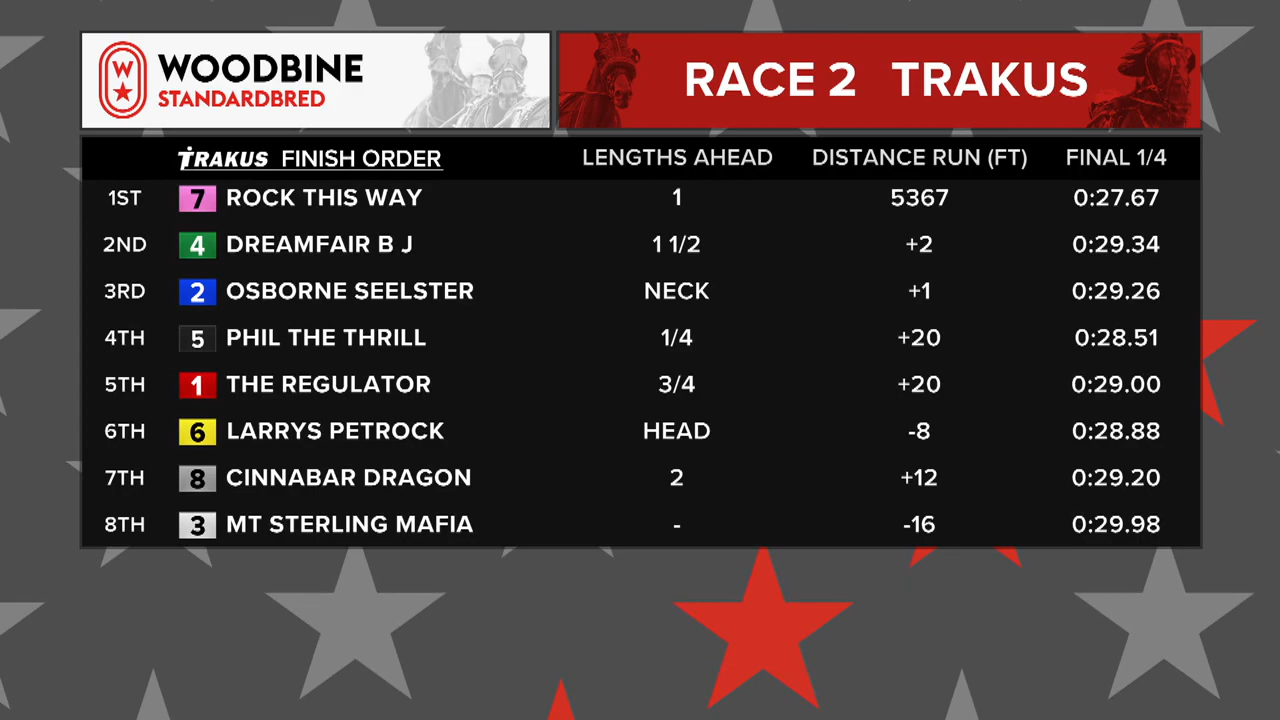 W
WOODBINE
STANDARDBRED
RACE 2 TRAKUS
TRAKUS FINISH ORDER LENGTHS AHEAD DISTANCE RUN (FT) FINAL 1/4
1ST 7 ROCK THIS WAY 1 5367 0:27.67
2ND 4 DREAMFAIR B J 1 1/2 +2 0:29.34
3RD 2 OSBORNE SEELSTER NECK +1 0:29.26
4TH 5 PHIL THE THRILL 1/4 +20 0:28.51
5TH 1 THE REGULATOR 3/4 +20 0:29.00
6TH 6 LARRYS PETROCK HEAD -8 0:28.88
7TH 8 CINNABAR DRAGON 2 +12 0:29.20
8TH 3 MT STERLING MAFIA - -16 0:29.98